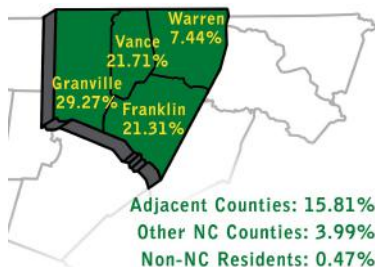 Warren
7.44%
Vance
21.71%
Granville
29.27%
Franklin
21.31%
Adjacent Counties: 15.81%
Other NC Counties: 3.99%
Non-NC Residents: 0.47%